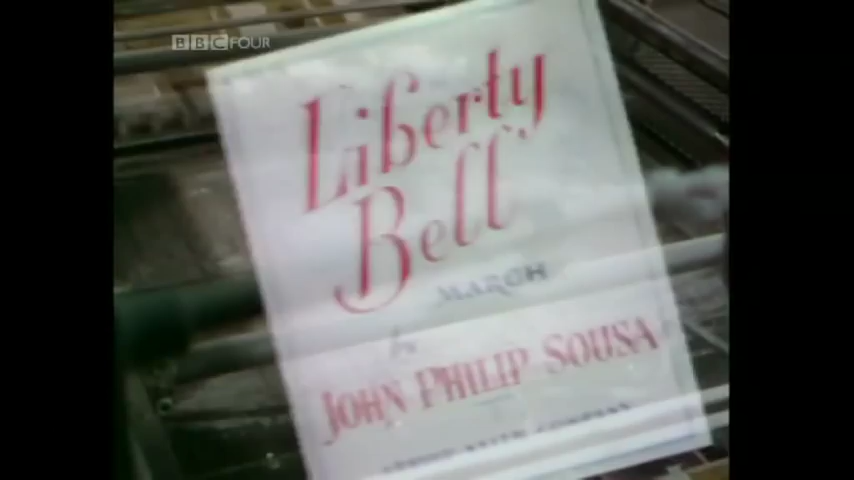 BBC FOUR
Liberty
Bell
MARCH
by
JOHN PHILIP SOUSA